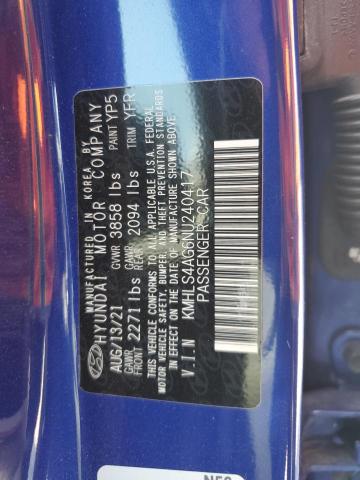 MANUFACTURED IN KOREA BY
HYUNDAI MOTOR COMPANY
AUG/13/21 GVWR 3858 lbs PAINT YP5
GAWR FRONT 2271 lbs GAWR REAR 2094 lbs TRIM YFR
THIS VEHICLE CONFORMS TO ALL APPLICABLE U.S.A. FEDERAL
MOTOR VEHICLE SAFETY, BUMPER, AND THEFT PREVENTION STANDARDS
IN EFFECT ON THE DATE OF MANUFACTURE SHOWN ABOVE.
V.I.N KMHLS4AG6NU240417
PASSENGER CAR